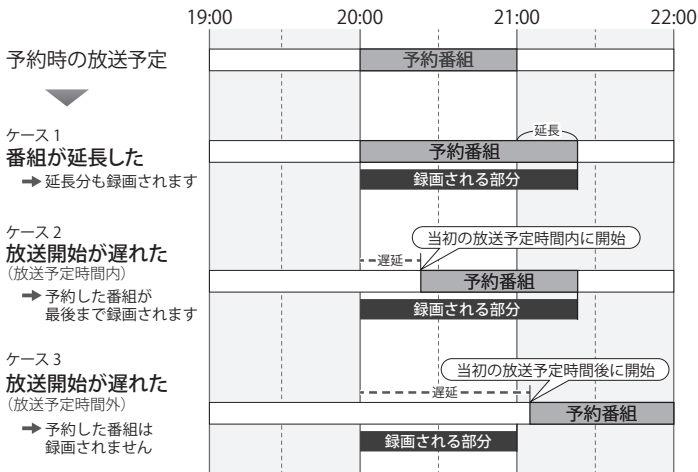 19:00 20:00 21:00 22:00
予約時の放送予定
予約番組
ケース 1
番組が延長した
➔ 延長分も録画されます
延長
予約番組
録画される部分
ケース 2
放送開始が遅れた
（放送予定時間内）
➔ 予約した番組が
最後まで録画されます
当初の放送予定時間内に開始
遅延
予約番組
録画される部分
ケース 3
放送開始が遅れた
（放送予定時間外）
➔ 予約した番組は
録画されません
当初の放送予定時間後に開始
遅延
予約番組
録画される部分